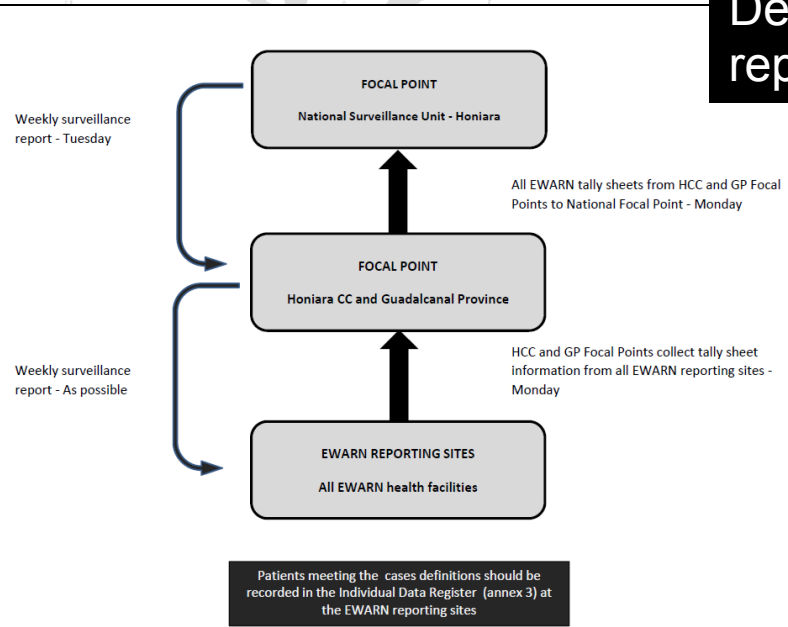 De
rep
FOCAL POINT
National Surveillance Unit - Honiara
Weekly surveillance
report - Tuesday
All EWARN tally sheets from HCC and GP Focal
Points to National Focal Point - Monday
FOCAL POINT
Honiara CC and Guadalcanal Province
HCC and GP Focal Points collect tally sheet
information from all EWARN reporting sites -
Monday
Weekly surveillance
report - As possible
EWARN REPORTING SITES
All EWARN health facilities
Patients meeting the cases definitions should be
recorded in the Individual Data Register (annex 3) at
the EWARN reporting sites